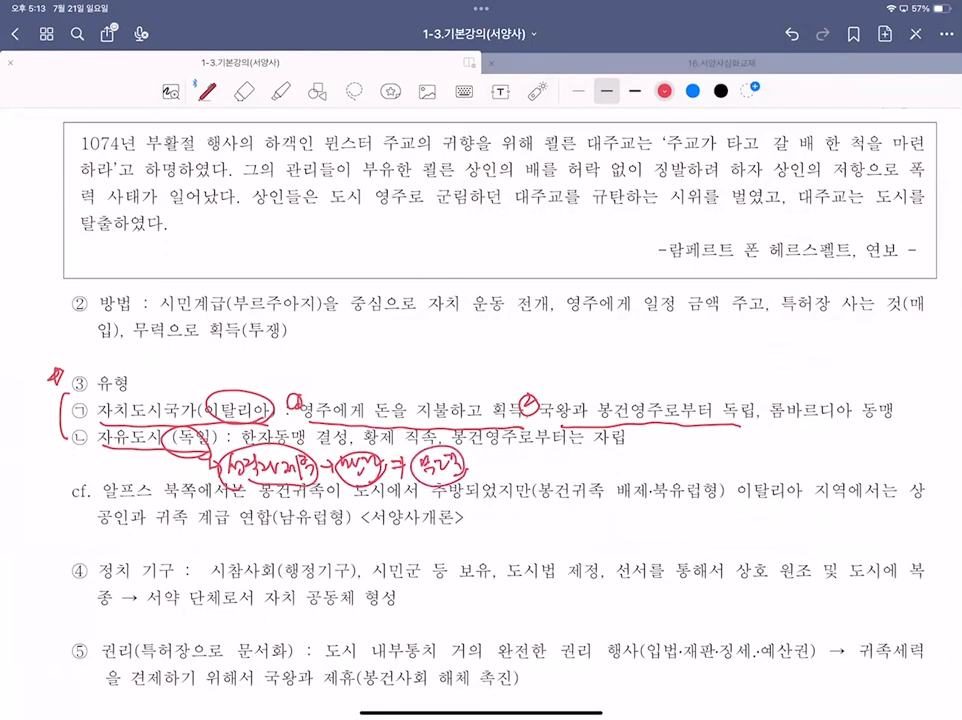 오후 5:13 7월 21일 일요일
57%
1-3.기본강의(서양사)
1-3.기본강의(서양사)
16.서양사심화교재
1074년 부활절 행사의 하객인 뮌스터 주교의 귀향을 위해 쾰른 대주교는 '주교가 타고 갈 배 한 척을 마련
하라'고 하명하였다. 그의 관리들이 부유한 쾰른 상인의 배를 허락 없이 징발하려 하자 상인의 저항으로 폭
력 사태가 일어났다. 상인들은 도시 영주로 군림하던 대주교를 규탄하는 시위를 벌였고, 대주교는 도시를
탈출하였다.
-람페르트 폰 헤르스펠트, 연보 -
② 방법 : 시민계급(부르주아지)을 중심으로 자치 운동 전개, 영주에게 일정 금액 주고, 특허장 사는 것(매
입), 무력으로 획득(투쟁)
③ 유형
㉠ 자치도시국가(이탈리아) : ① 영주에게 돈을 지불하고 획득 ② 국왕과 봉건영주로부터 독립, 롬바르디아 동맹
㉡ 자유도시 (독일) : 한자동맹 결성, 황제 직속, 봉건영주로부터는 자립
cf. 알프스 북쪽에서는 봉건귀족이 도시에서 추방되었지만(봉건귀족 배제·북유럽형) 이탈리아 지역에서는 상
공인과 귀족 계급 연합(남유럽형) <서양사개론>
④ 정치 기구 : 시참사회(행정기구), 시민군 등 보유, 도시법 제정, 선서를 통해서 상호 원조 및 도시에 복
종 → 서약 단체로서 자치 공동체 형성
⑤ 권리(특허장으로 문서화) : 도시 내부통치 거의 완전한 권리 행사(입법·재판·징세.·예산권) → 귀족세력
을 견제하기 위해서 국왕과 제휴(봉건사회 해체 촉진)